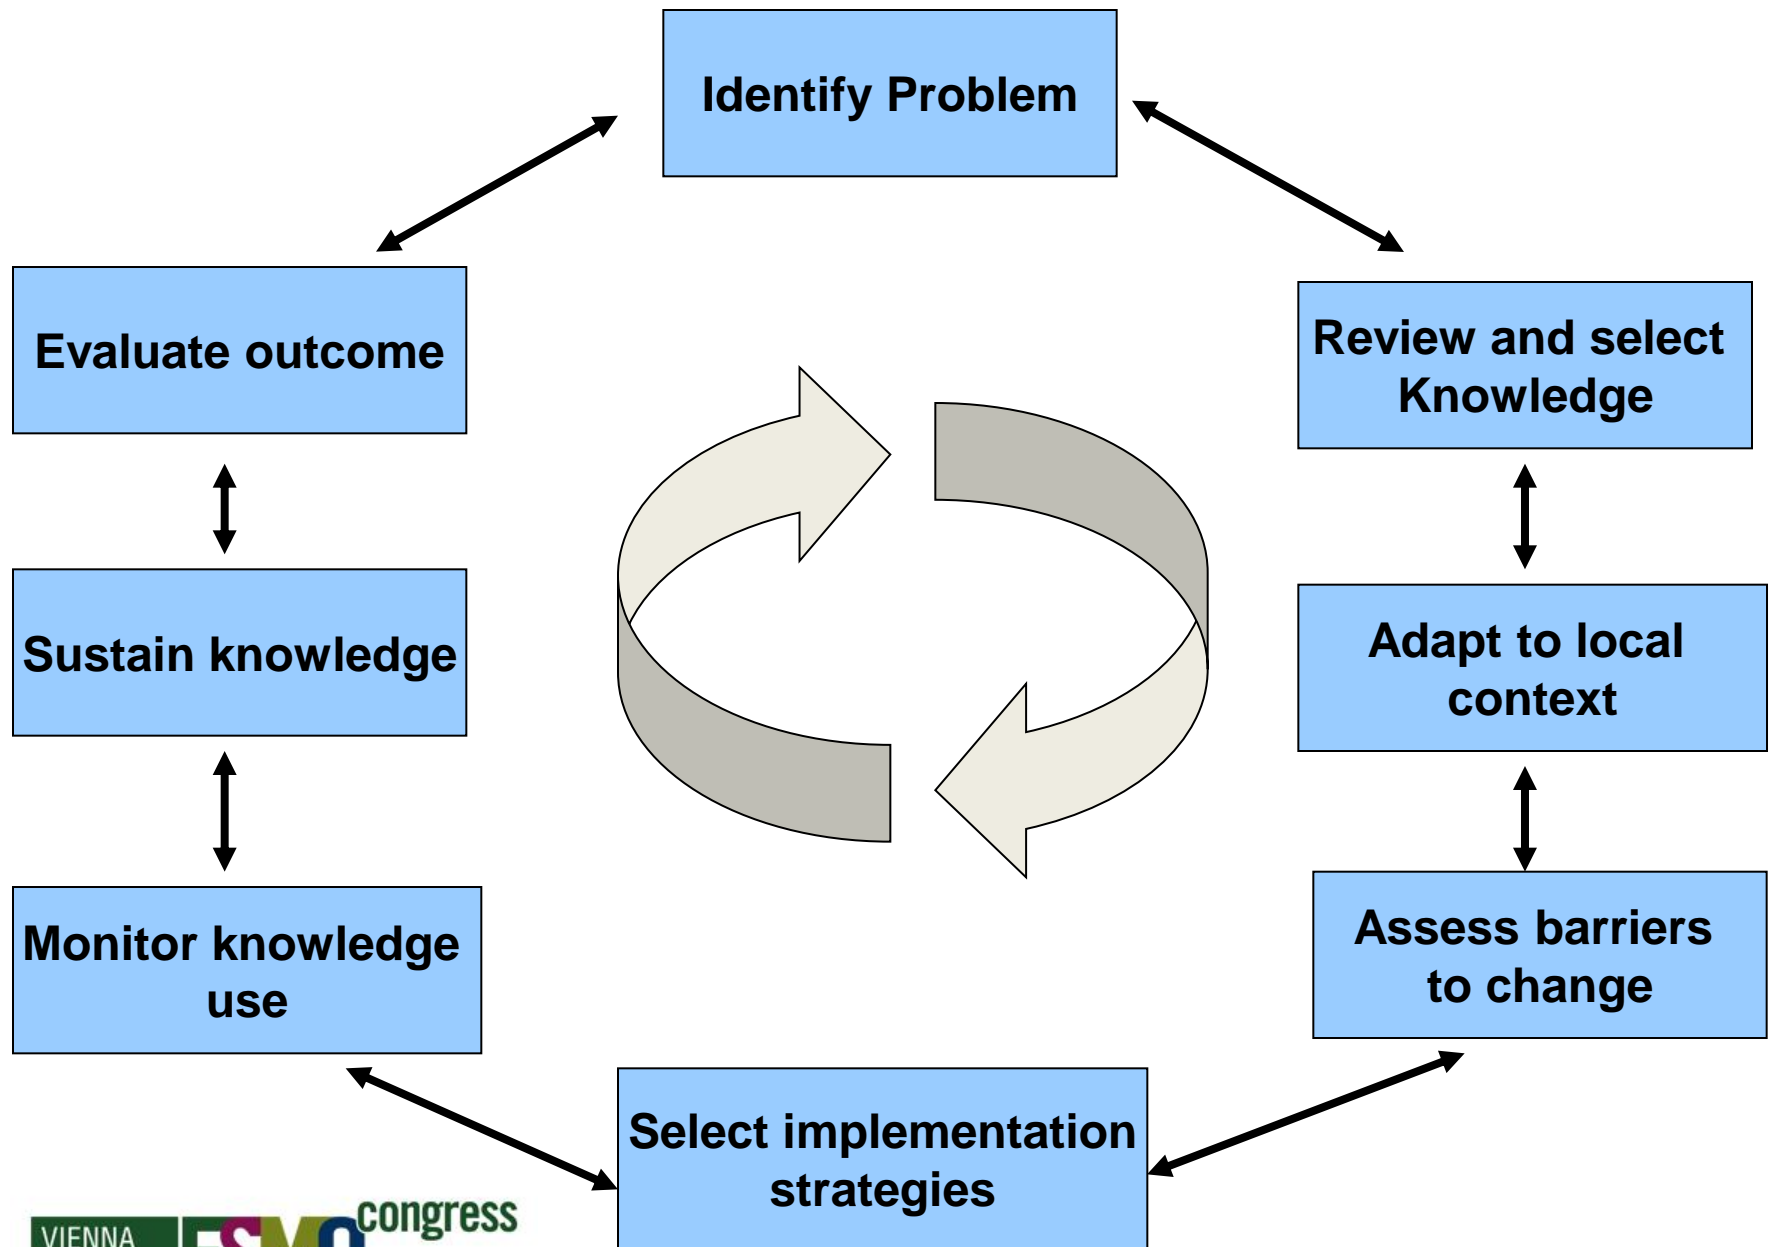 Identify Problem
Evaluate outcome
Review and select
Knowledge
Sustain knowledge
Adapt to local
context
Monitor knowledge
use
Assess barriers
to change
Select implementation
strategies
congress
VIENNA
ESMO